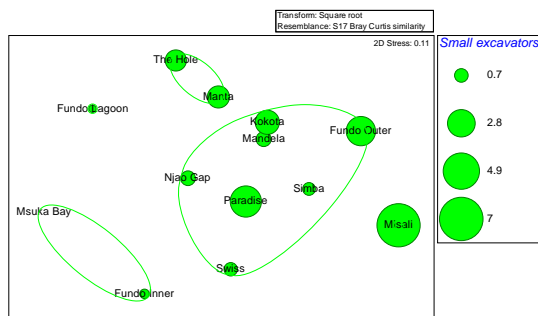 Transform: Square root
Resemblance: S17 Bray Curtis similarity
2D Stress: 0.11
Small excavators
The Hole
0.7
Manta
Fundo Lagoon
Kokota
Fundo Outer
2.8
Mandela
Njao Gap
Simba
4.9
Paradise
Msuka Bay
Misali
7
Swiss
Fundo Inner